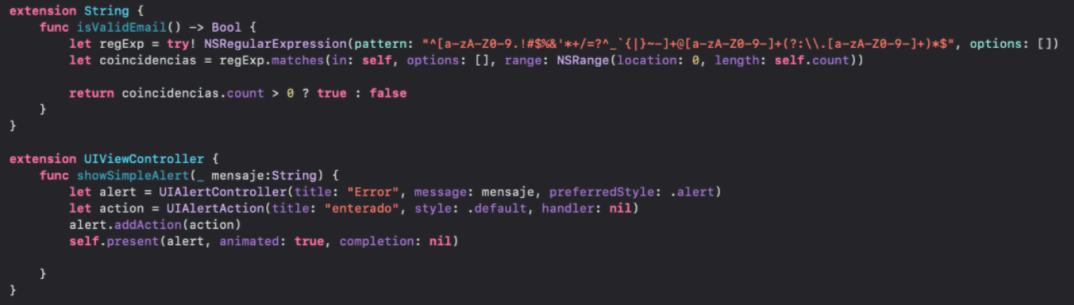 extension String {
    func isValidEmail() -> Bool {
        let regExp = try! NSRegularExpression(pattern: "^[a-zA-Z0-9.!#$%&'*+/=?^_`{|}~-]+@[a-zA-Z0-9-]+(?:\\.[a-zA-Z0-9-]+)*$", options: [])
        let coincidencias = regExp.matches(in: self, options: [], range: NSRange(location: 0, length: self.count))

        return coincidencias.count > 0 ? true : false
    }
}

extension UIViewController {
    func showSimpleAlert(_ mensaje:String) {
        let alert = UIAlertController(title: "Error", message: mensaje, preferredStyle: .alert)
        let action = UIAlertAction(title: "enterado", style: .default, handler: nil)
        alert.addAction(action)
        self.present(alert, animated: true, completion: nil)

    }
}